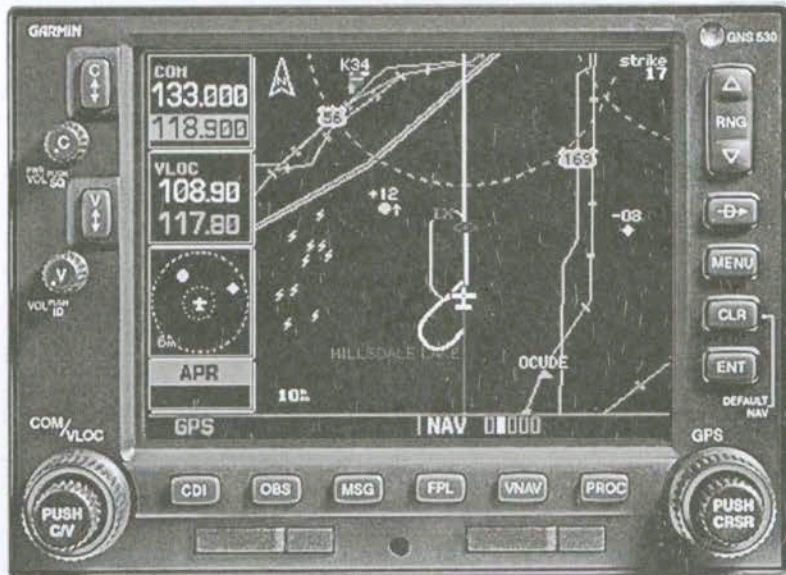 GARMIN
GNS 530
C
COM
133.000
118.900
N
K34
56
strike
17
RNG
.C
PWR
VOL
PUSH
SQ
VLOC
108.90
117.80
169
+12
-08
D
V
MENU
.V
VOL
PUSH
ID
CLR
6m
HILLSDALE LAKE
OCUDE
ENT
APR
10
DEFAULT
NAV
COM/
VLOC
GPS
NAV
GPS
CDI
OBS
MSG
FPL
VNAV
PROC
PUSH
C/V
PUSH
CRSR